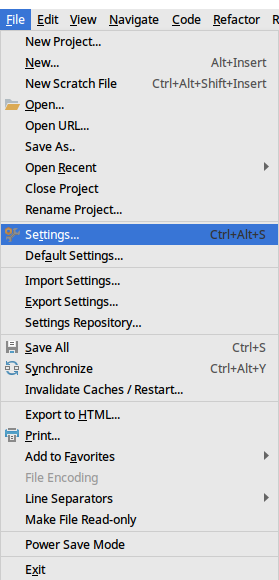 File Edit View Navigate Code Refactor
New Project...
New... Alt+Insert
New Scratch File Ctrl+Alt+Shift+Insert
Open...
Open URL...
Save As..
Open Recent
Close Project
Rename Project...
Settings... Ctrl+Alt+S
Default Settings...
Import Settings...
Export Settings...
Settings Repository...
Save All Ctrl+S
Synchronize Ctrl+Alt+Y
Invalidate Caches / Restart...
Export to HTML...
Print...
Add to Favorites
File Encoding
Line Separators
Make File Read-only
Power Save Mode
Exit